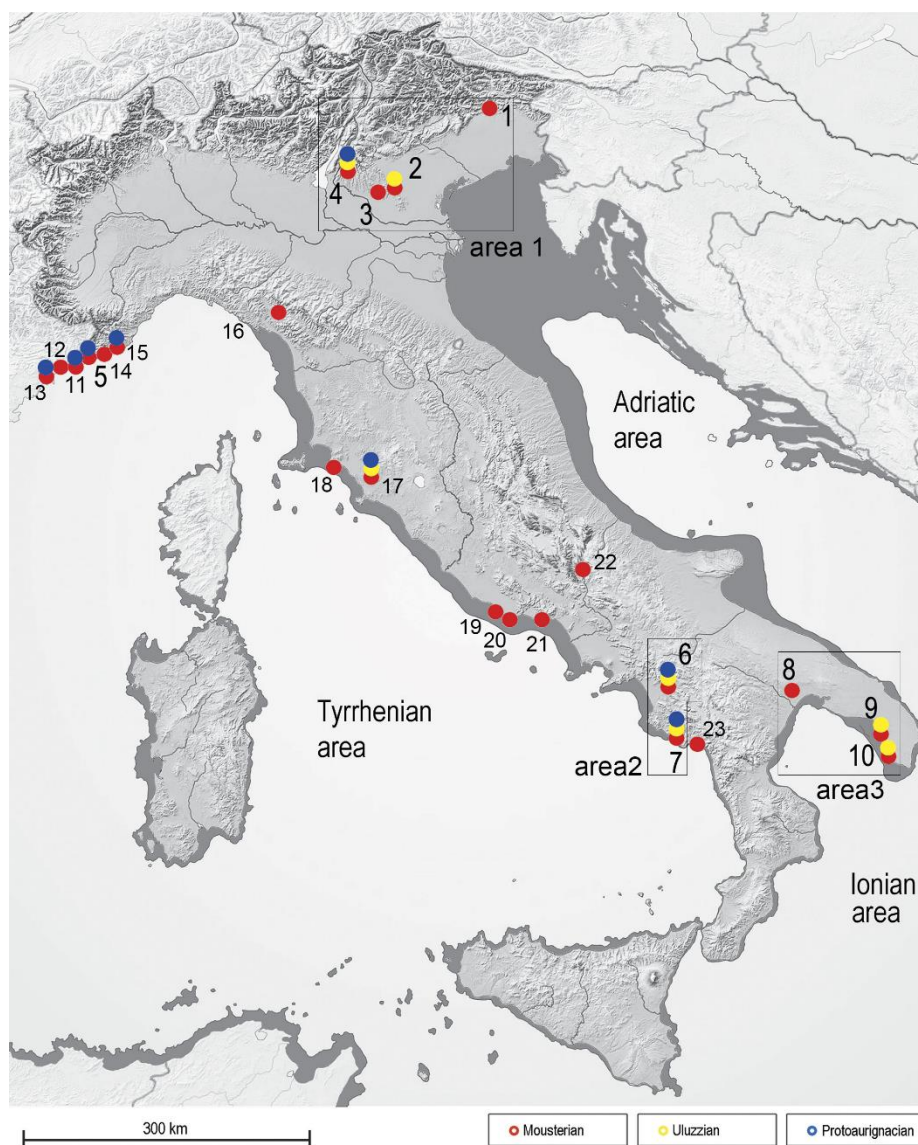 1
2
4
3
area 1
16
12
15
5
14
13
11
Adriatic
area
18
17
22
19
20
21
6
8
9
Tyrrhenian
area
23
10
area2
7
area3
Ionian
area
300 km
Mousterian
Uluzzian
Protoaurignacian